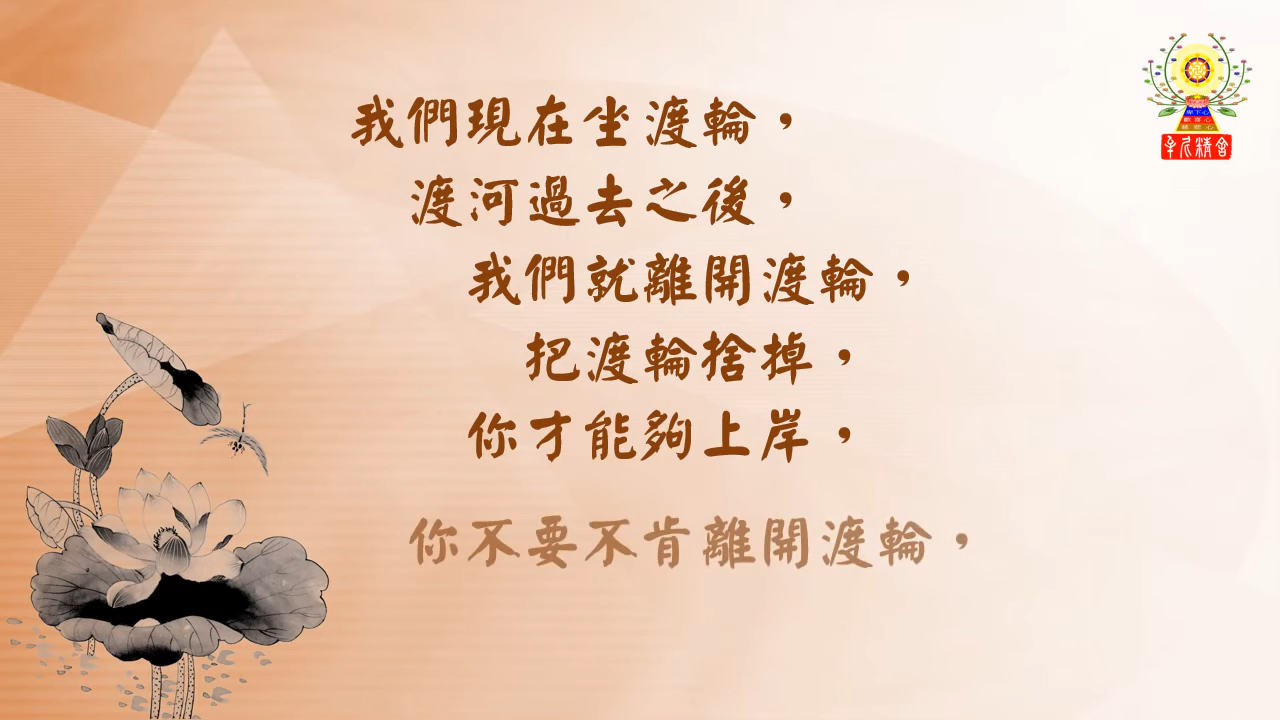 我們現在坐渡輪，
渡河過去之後，
我們就離開渡輪，
把渡輪捨掉，
你才能夠上岸，
你不要不肯離開渡輪，